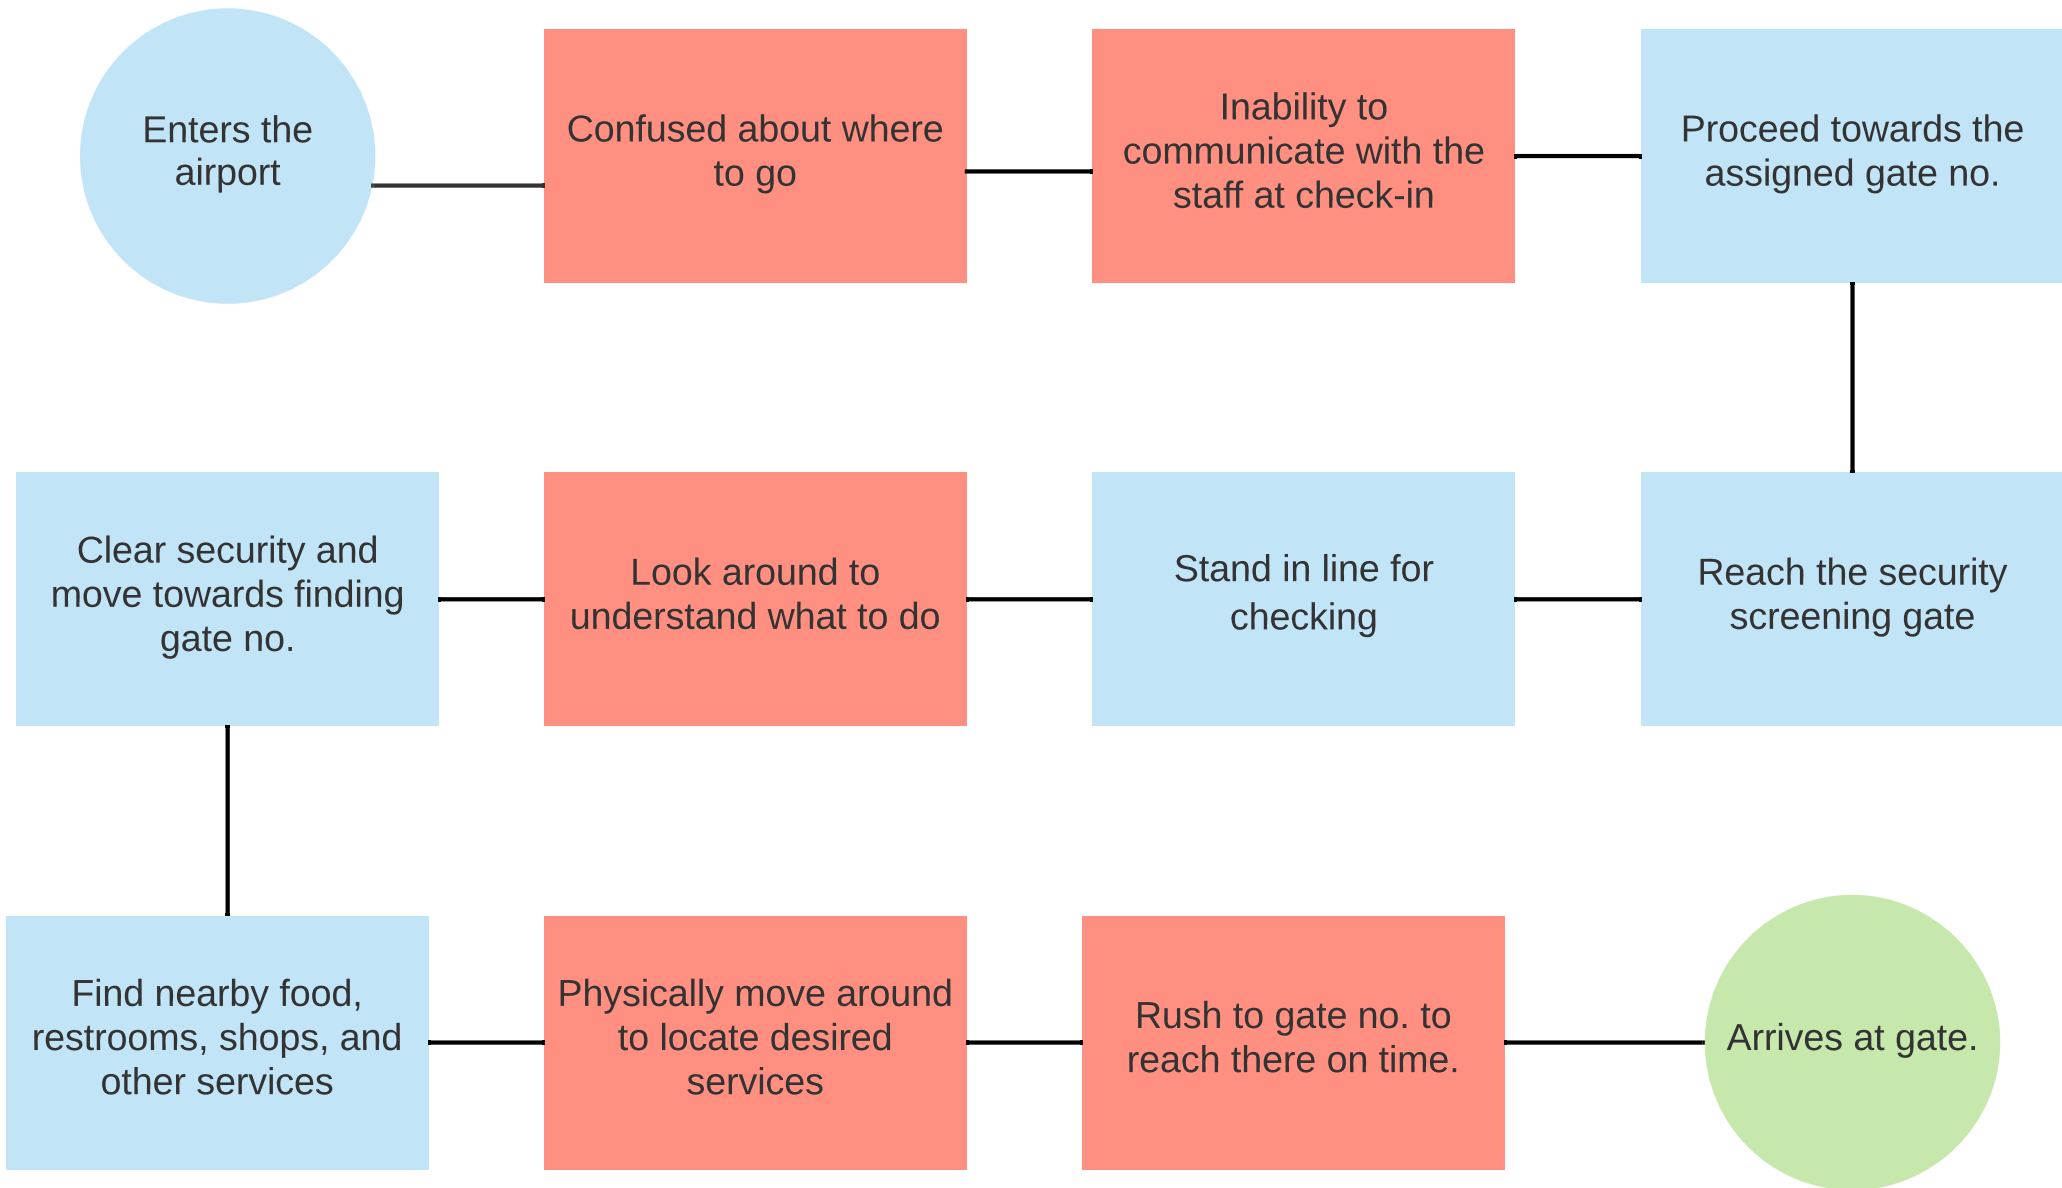 Enters the
airport
Confused about where
to go
Inability to
communicate with the
staff at check-in
Proceed towards the
assigned gate no.
Reach the security
screening gate
Stand in line for
checking
Look around to
understand what to do
Clear security and
move towards finding
gate no.
Find nearby food,
restrooms, shops, and
other services
Physically move around
to locate desired
services
Rush to gate no. to
reach there on time.
Arrives at gate.